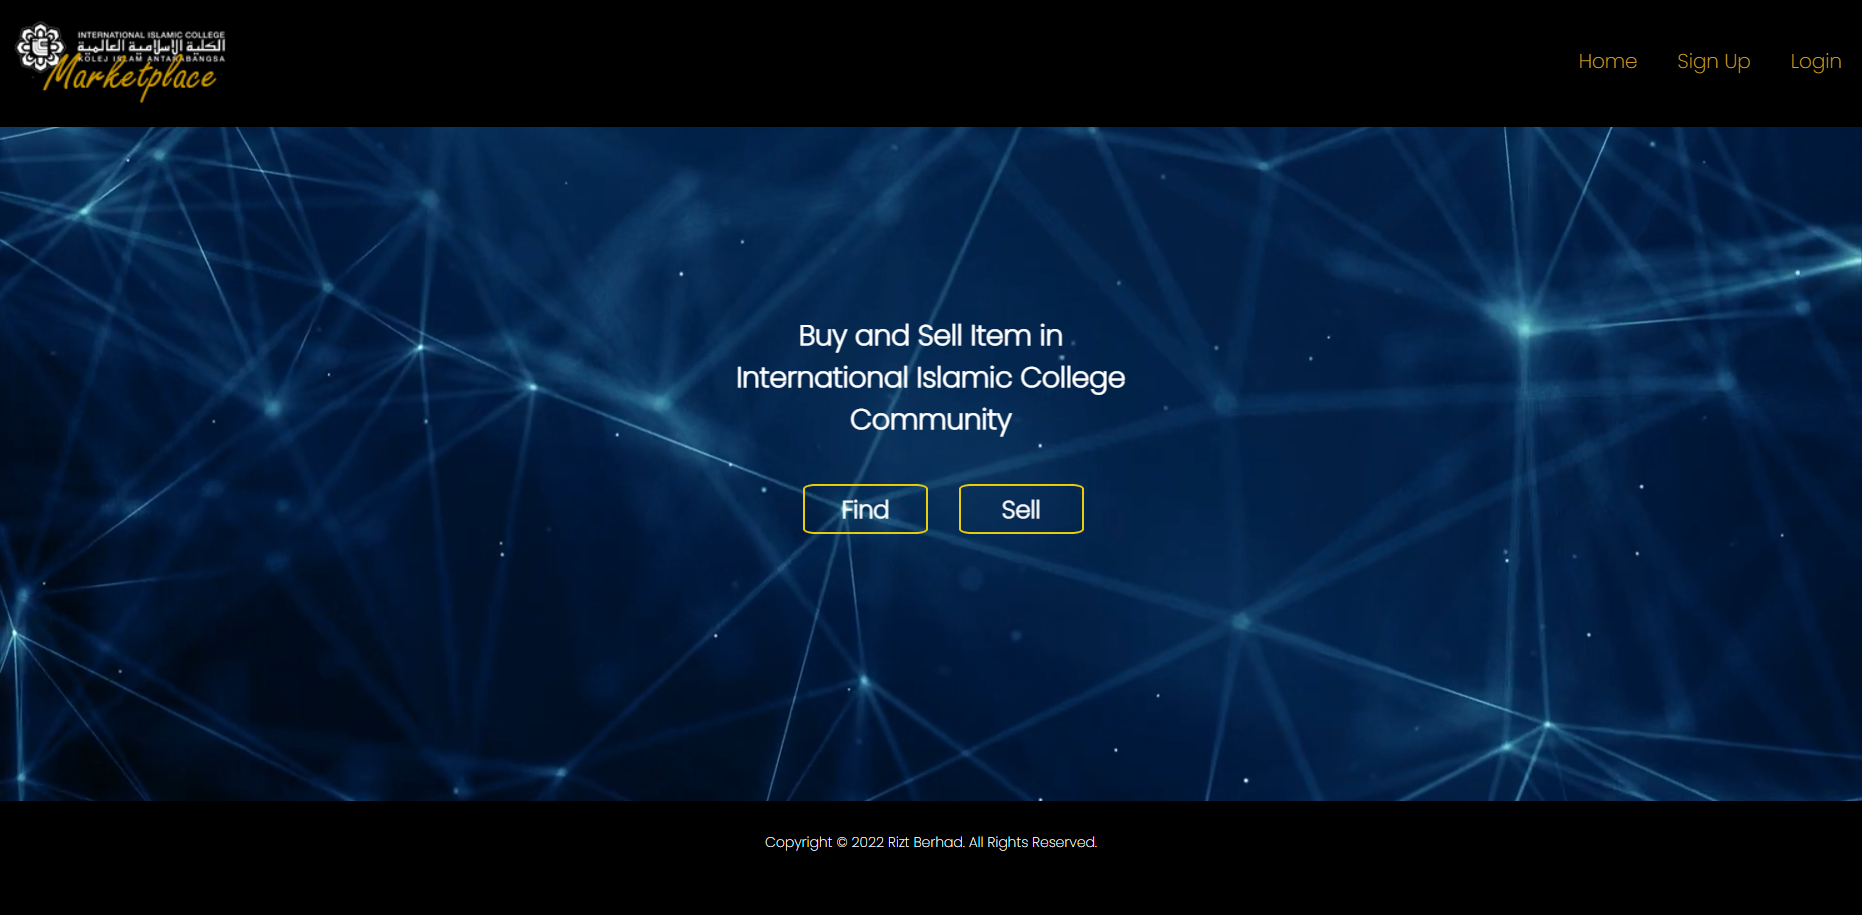 INTERNATIONAL ISLAMIC COLLEGE
الكلية الإسلامية العالمية
KOLEJ ISLAM ANTARABANGSA
Marketplace
Home Sign Up Login
Buy and Sell Item in
International Islamic College
Community
Find Sell
Copyright © 2022 Rizt Berhad. All Rights Reserved.